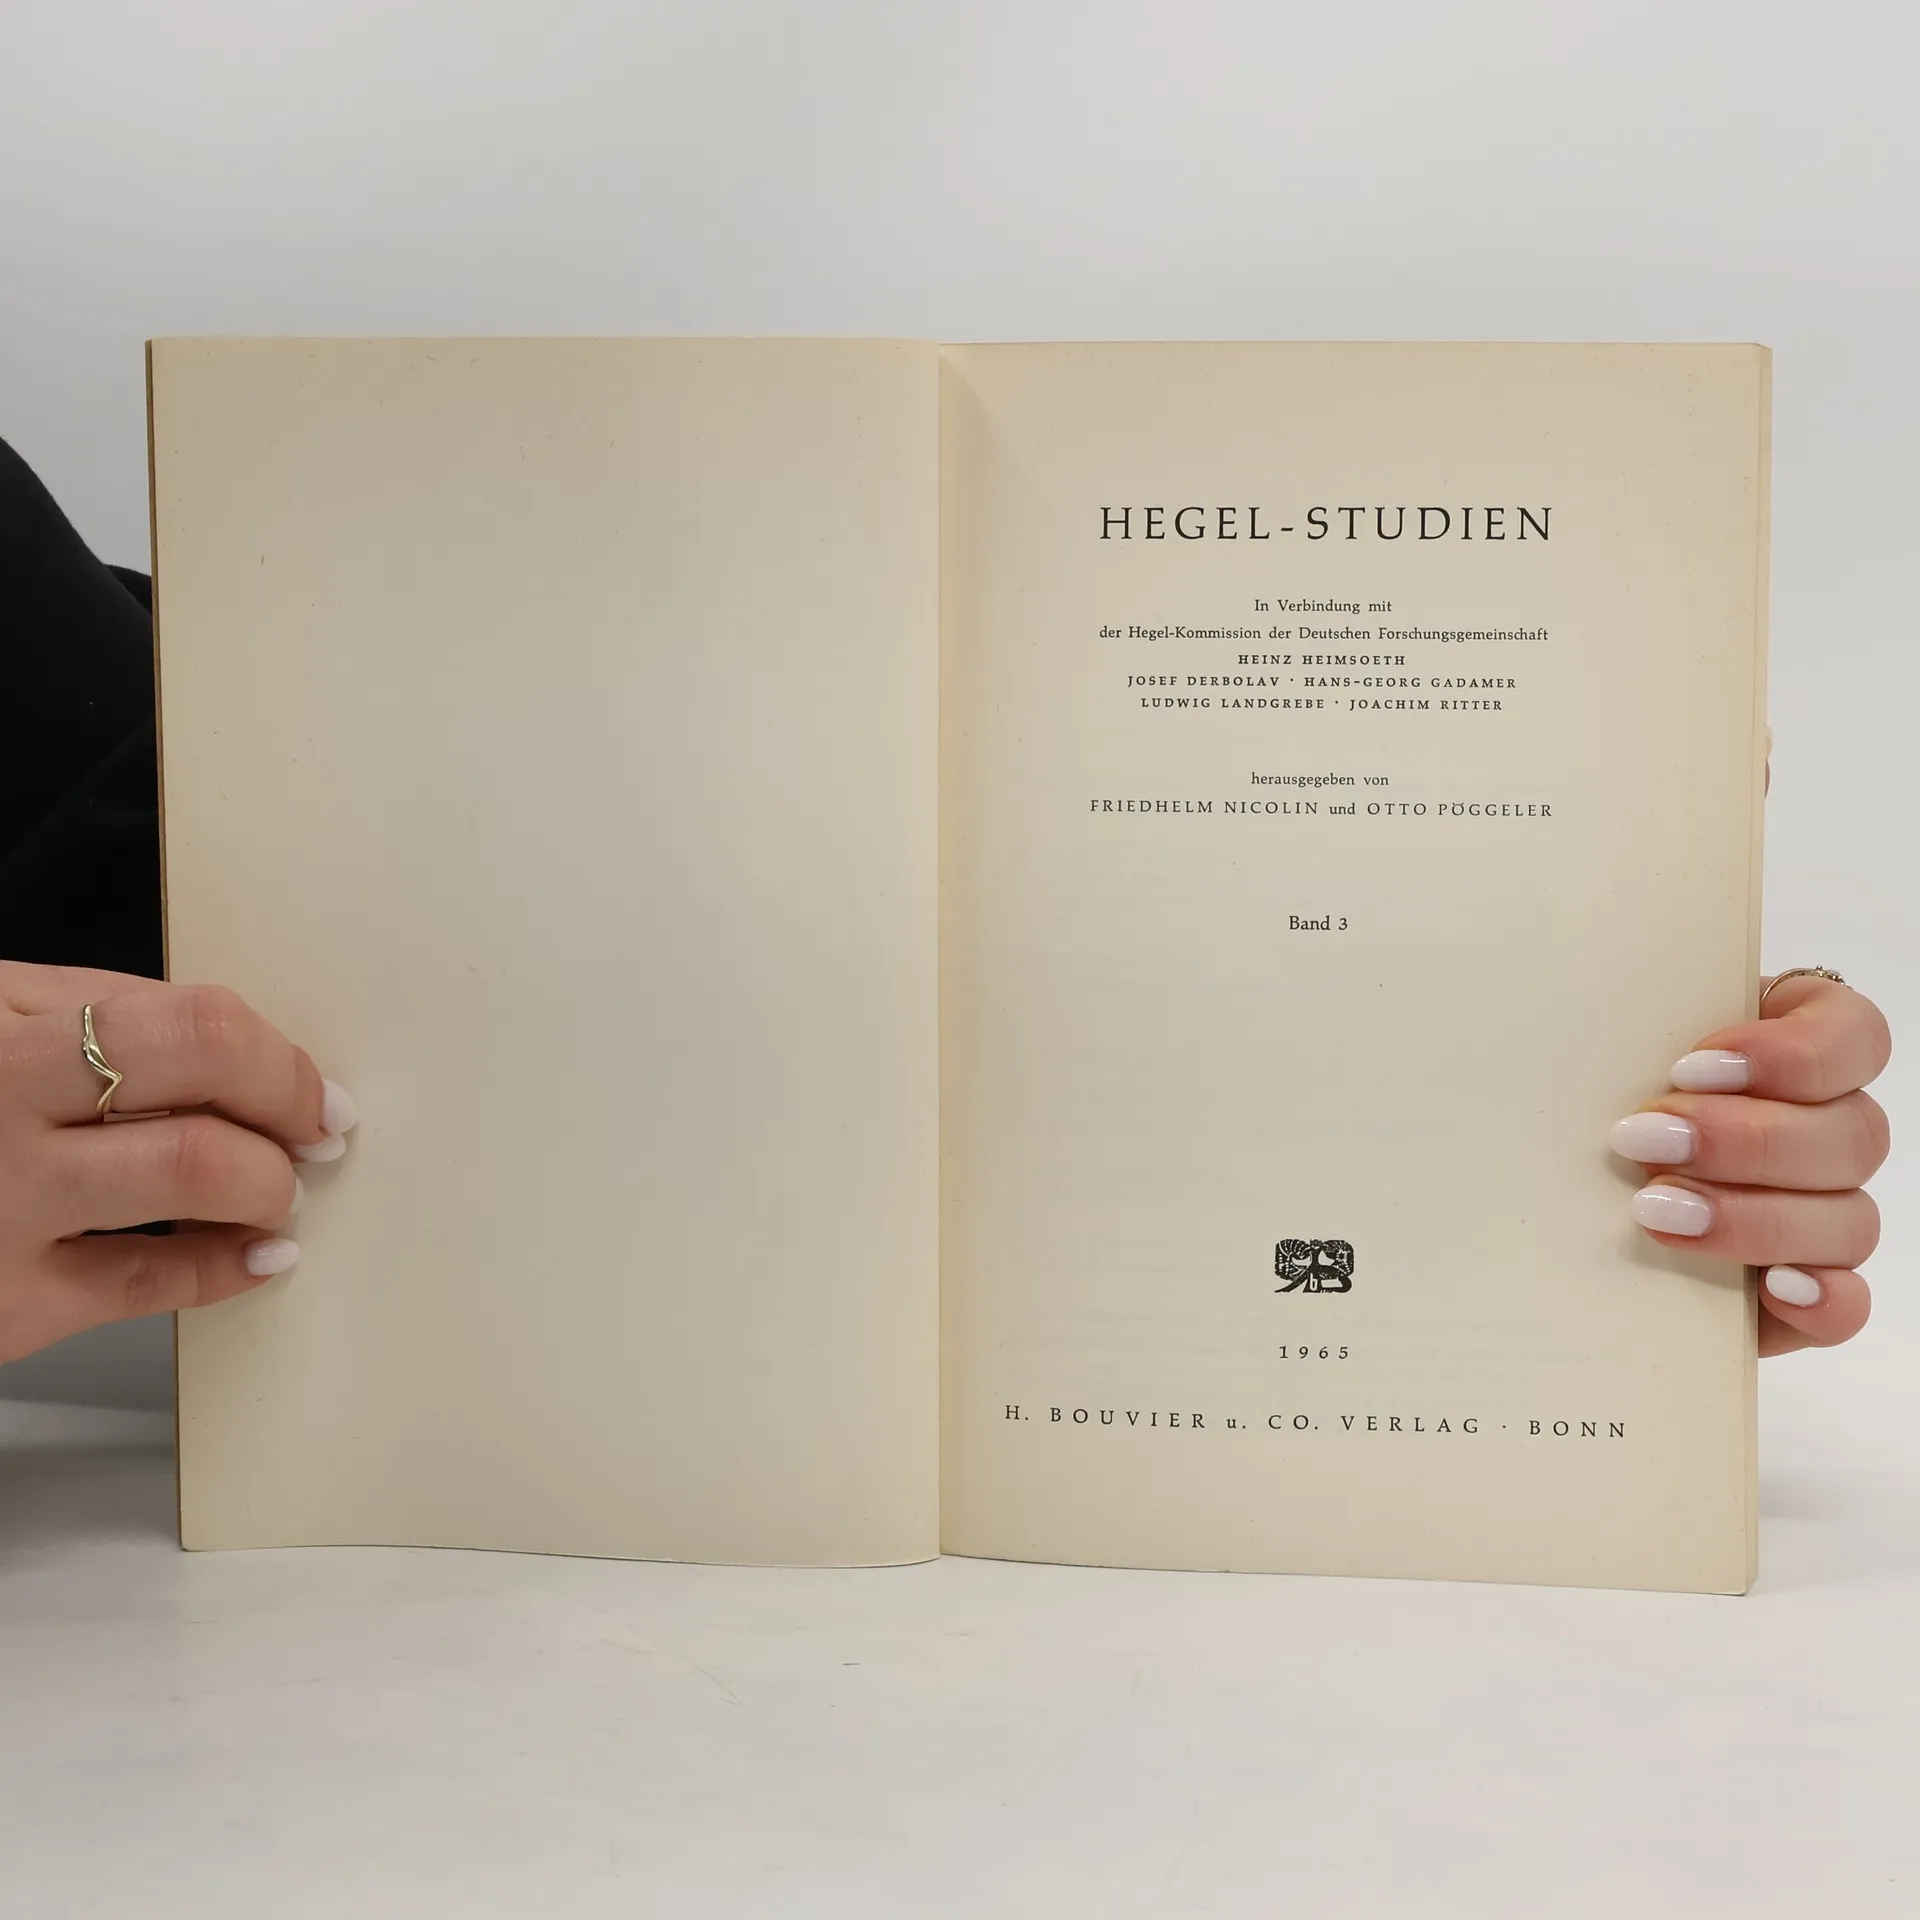 HEGEL-STUDIEN
In Verbindung mit
der Hegel-Kommission der Deutschen Forschungsgemeinschaft
HEINZ HEIMSOETH
JOSEF DERBOLAV · HANS-GEORG GADAMER
LUDWIG LANDGREBE · JOACHIM RITTER
herausgegeben von
FRIEDHELM NICOLIN und OTTO PÖGGELER
Band 3
b
1965
H. BOUVIER u. CO. VERLAG · BONN